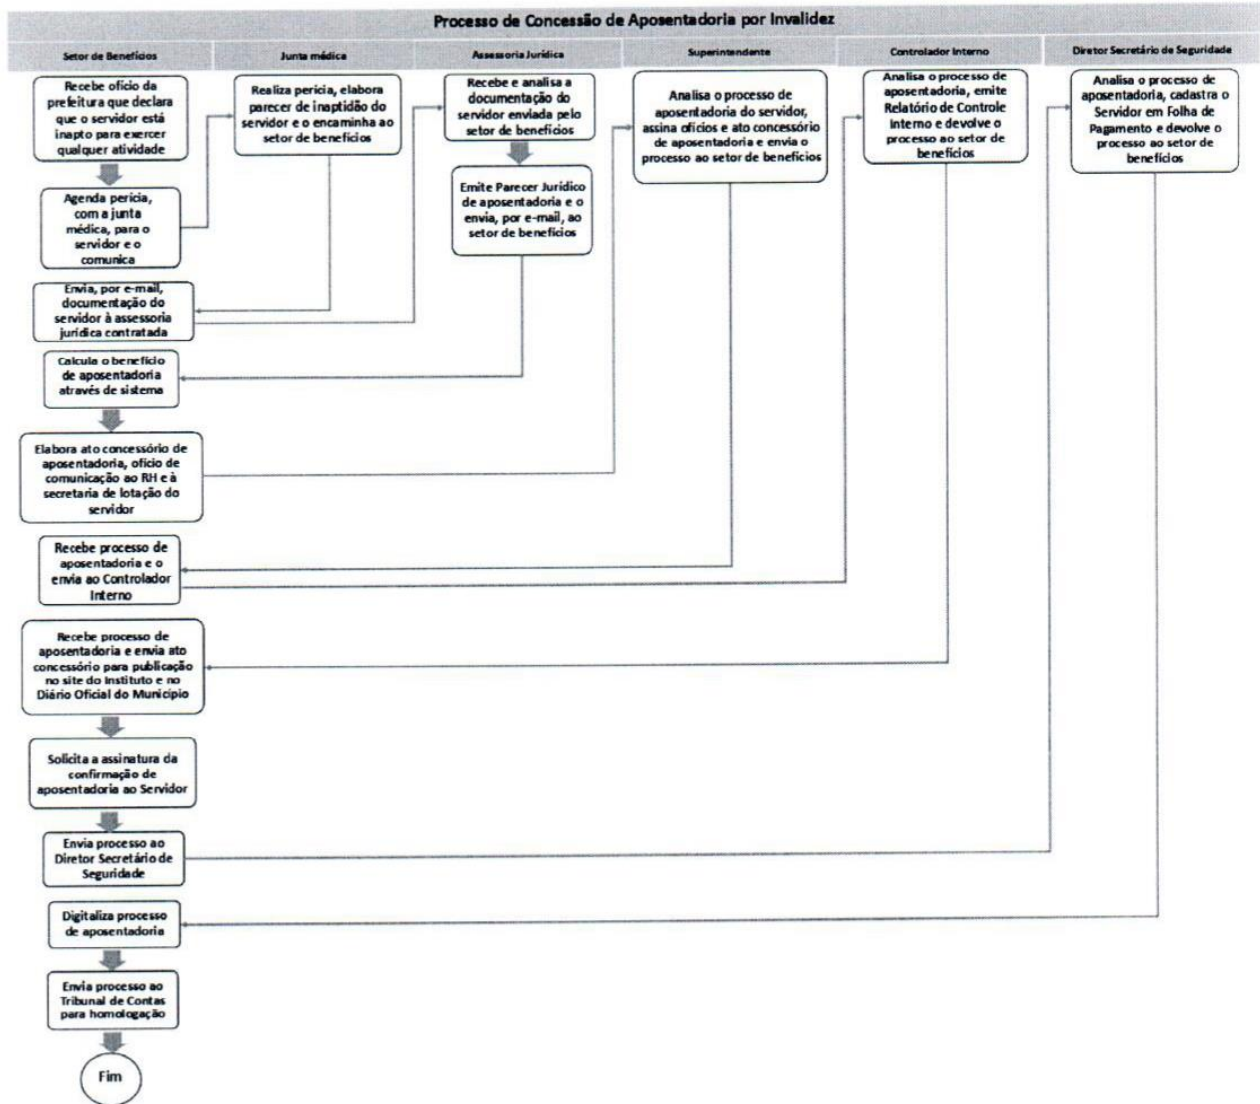 Processo de Concessão de Aposentadoria por Invalidez
Setor de Benefícios
Junta médica
Assessoria Jurídica
Superintendente
Controlador Interno
Diretor Secretário de Seguridade
Recebe ofício da
prefeitura que declara
que o servidor está
inapto para exercer
qualquer atividade
Agenda perícia,
com a junta
médica, para o
servidor e o
comunica
Envia, por e-mail,
documentação do
servidor à assessoria
jurídica contratada
Calcula o benefício
de aposentadoria
através de sistema
Elabora ato concessório de
aposentadoria, ofício de
comunicação ao RH e à
secretaria de lotação do
servidor
Recebe processo de
aposentadoria e o
envia ao Controlador
Interno
Recebe processo de
aposentadoria e envia ato
concessório para publicação
no site do Instituto e no
Diário Oficial do Município
Solicita a assinatura da
confirmação de
aposentadoria ao Servidor
Envia processo ao
Diretor Secretário de
Seguridade
Digitaliza processo
de aposentadoria
Envia processo ao
Tribunal de Contas
para homologação
Fim
Realiza perícia, elabora
parecer de inaptidão do
servidor e o encaminha ao
setor de benefícios
Recebe e analisa a
documentação do
servidor enviada pelo
setor de benefícios
Emite Parecer Jurídico
de aposentadoria e o
envia, por e-mail, ao
setor de benefícios
Analisa o processo de
aposentadoria do servidor,
assina ofícios e ato concessório
de aposentadoria e envia o
processo ao setor de benefícios
Analisa o processo de
aposentadoria, emite
Relatório de Controle
Interno e devolve o
processo ao setor de
benefícios
Analisa o processo de
aposentadoria, cadastra o
Servidor em Folha de
Pagamento e devolve o
processo ao setor de
benefícios